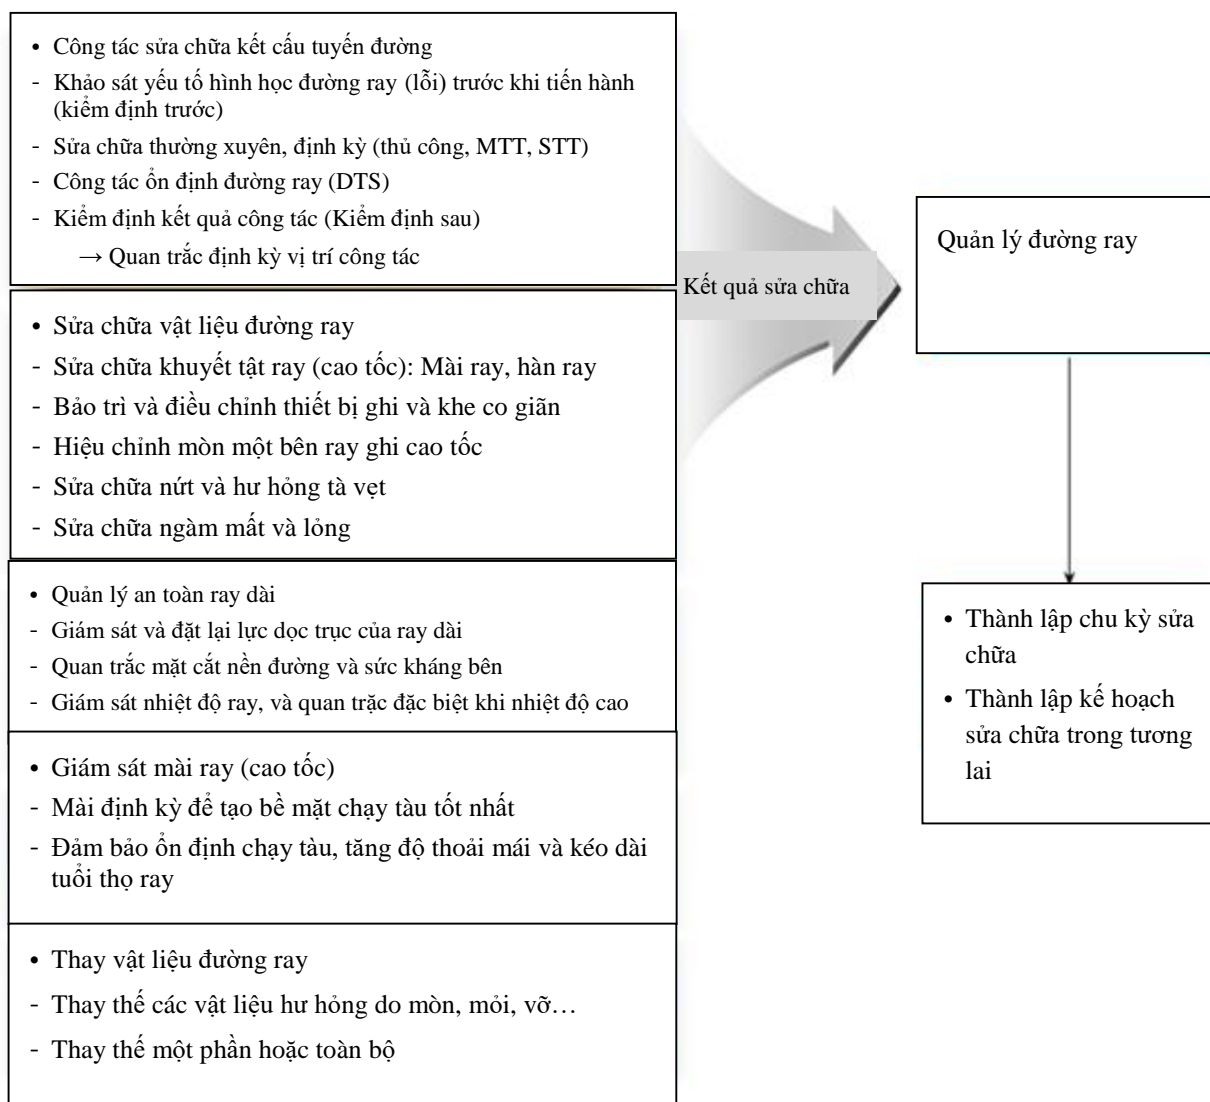 • Công tác sửa chữa kết cấu tuyến đường
- Khảo sát yếu tố hình học đường ray (lỗi) trước khi tiến hành
(kiểm định trước)
- Sửa chữa thường xuyên, định kỳ (thủ công, MTT, STT)
- Công tác ổn định đường ray (DTS)
- Kiểm định kết quả công tác (Kiểm định sau)
→ Quan trắc định kỳ vị trí công tác
• Sửa chữa vật liệu đường ray
- Sửa chữa khuyết tật ray (cao tốc): Mài ray, hàn ray
- Bảo trì và điều chỉnh thiết bị ghi và khe co giãn
- Hiệu chỉnh mòn một bên ray ghi cao tốc
- Sửa chữa nứt và hư hỏng tà vẹt
- Sửa chữa ngàm mất và lỏng
• Quản lý an toàn ray dài
- Giám sát và đặt lại lực dọc trục của ray dài
- Quan trắc mặt cắt nền đường và sức kháng bên
- Giám sát nhiệt độ ray, và quan trặc đặc biệt khi nhiệt độ cao
• Giám sát mài ray (cao tốc)
- Mài định kỳ để tạo bề mặt chạy tàu tốt nhất
- Đảm bảo ổn định chạy tàu, tăng độ thoải mái và kéo dài
tuổi thọ ray
• Thay vật liệu đường ray
- Thay thế các vật liệu hư hỏng do mòn, mỏi, vỡ…
- Thay thế một phần hoặc toàn bộ
Kết quả sửa chữa
Quản lý đường ray
• Thành lập chu kỳ sửa
chữa
• Thành lập kế hoạch
sửa chữa trong tương
lai